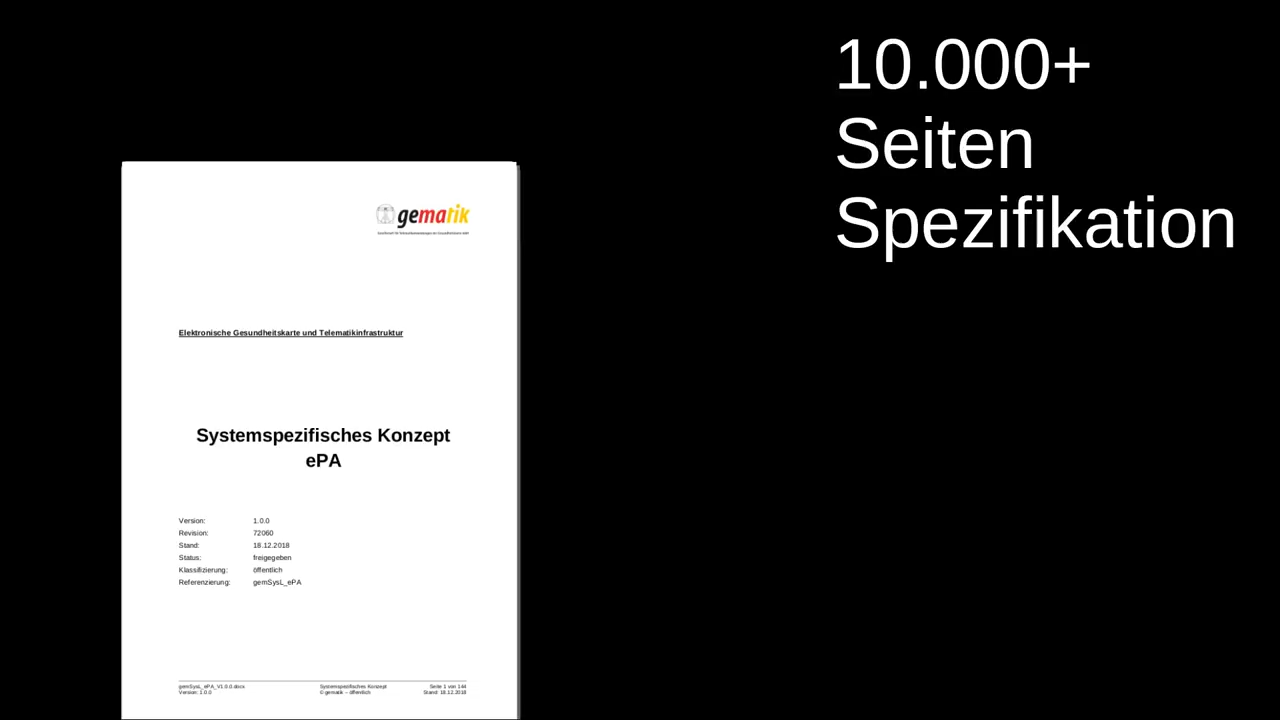 10.000+
Seiten
Spezifikation
gematik
Elektronische Gesundheitskarte und Telematikinfrastruktur
Systemspezifisches Konzept
ePA
Version: 1.0.0
Revision: 72060
Stand: 18.12.2018
Status: freigegeben
Klassifizierung: öffentlich
Referenzierung: gemSysL_ePA
gemSysL_ePA_V1.0.0.docx Systemspezifisches Konzept Seite 1 von 144
Version: 1.0.0 © gematik – öffentlich Stand: 18.12.2018